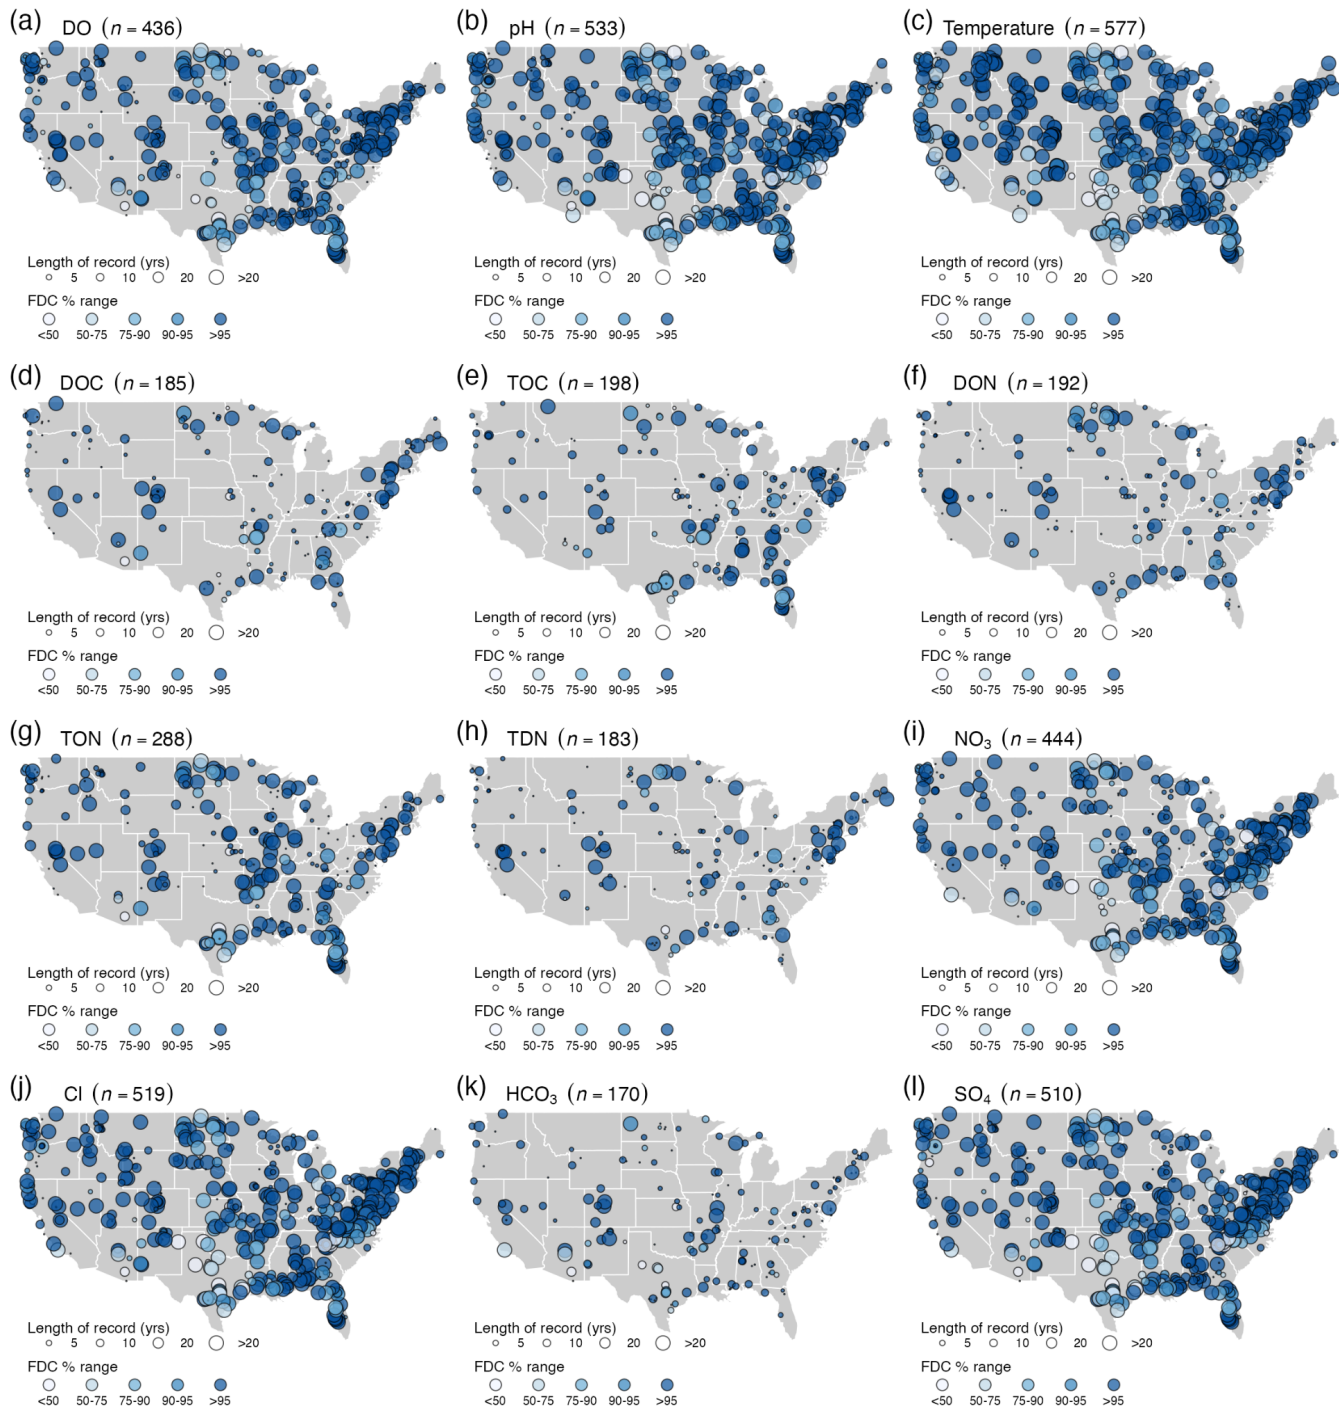 (a) DO (n = 436)
Length of record (yrs)
5 10 20 >20
FDC % range
<50 50-75 75-90 90-95 >95
(b) pH (n = 533)
Length of record (yrs)
5 10 20 >20
FDC % range
<50 50-75 75-90 90-95 >95
(c) Temperature (n = 577)
Length of record (yrs)
5 10 20 >20
FDC % range
<50 50-75 75-90 90-95 >95
(d) DOC (n = 185)
Length of record (yrs)
5 10 20 >20
FDC % range
<50 50-75 75-90 90-95 >95
(e) TOC (n = 198)
Length of record (yrs)
5 10 20 >20
FDC % range
<50 50-75 75-90 90-95 >95
(f) DON (n = 192)
Length of record (yrs)
5 10 20 >20
FDC % range
<50 50-75 75-90 90-95 >95
(g) TON (n = 288)
Length of record (yrs)
5 10 20 >20
FDC % range
<50 50-75 75-90 90-95 >95
(h) TDN (n = 183)
Length of record (yrs)
5 10 20 >20
FDC % range
<50 50-75 75-90 90-95 >95
(i) NO₃ (n = 444)
Length of record (yrs)
5 10 20 >20
FDC % range
<50 50-75 75-90 90-95 >95
(j) Cl (n = 519)
Length of record (yrs)
5 10 20 >20
FDC % range
<50 50-75 75-90 90-95 >95
(k) HCO₃ (n = 170)
Length of record (yrs)
5 10 20 >20
FDC % range
<50 50-75 75-90 90-95 >95
(l) SO₄ (n = 510)
Length of record (yrs)
5 10 20 >20
FDC % range
<50 50-75 75-90 90-95 >95